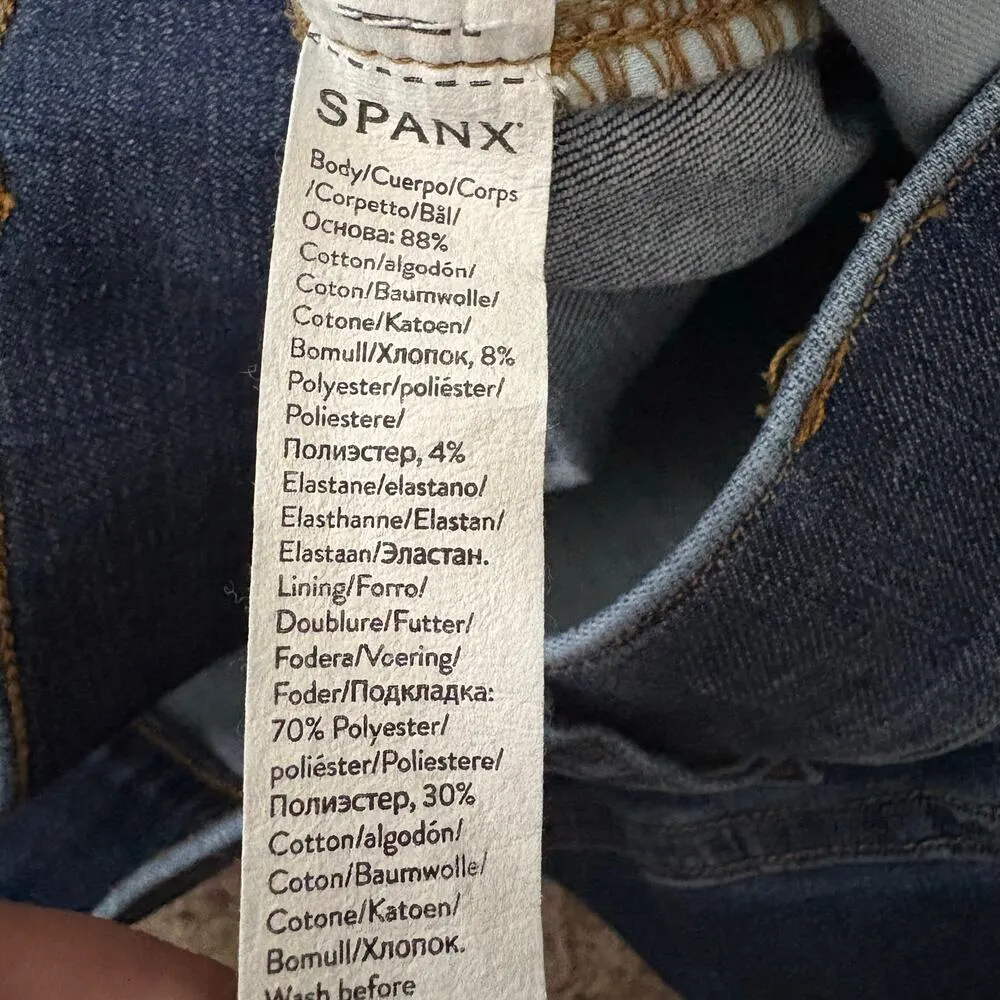 SPANX
Body/Cuerpo/Corps
/Corpetto/Bål/
Основа: 88%
Cotton/algodón/
Coton/Baumwolle/
Cotone/Katoen/
Bomull/Хлопок, 8%
Polyester/poliéster/
Poliestere/
Полиэстер, 4%
Elastane/elastano/
Elasthanne/Elastan/
Elastaan/Эластан.
Lining/Forro/
Doublure/Futter/
Fodera/Voering/
Foder/Подкладка:
70% Polyester/
poliéster/Poliestere/
Полиэстер, 30%
Cotton/algodón/
Coton/Baumwolle/
Cotone/Katoen/
Bomull/Хлопок.
Wash before